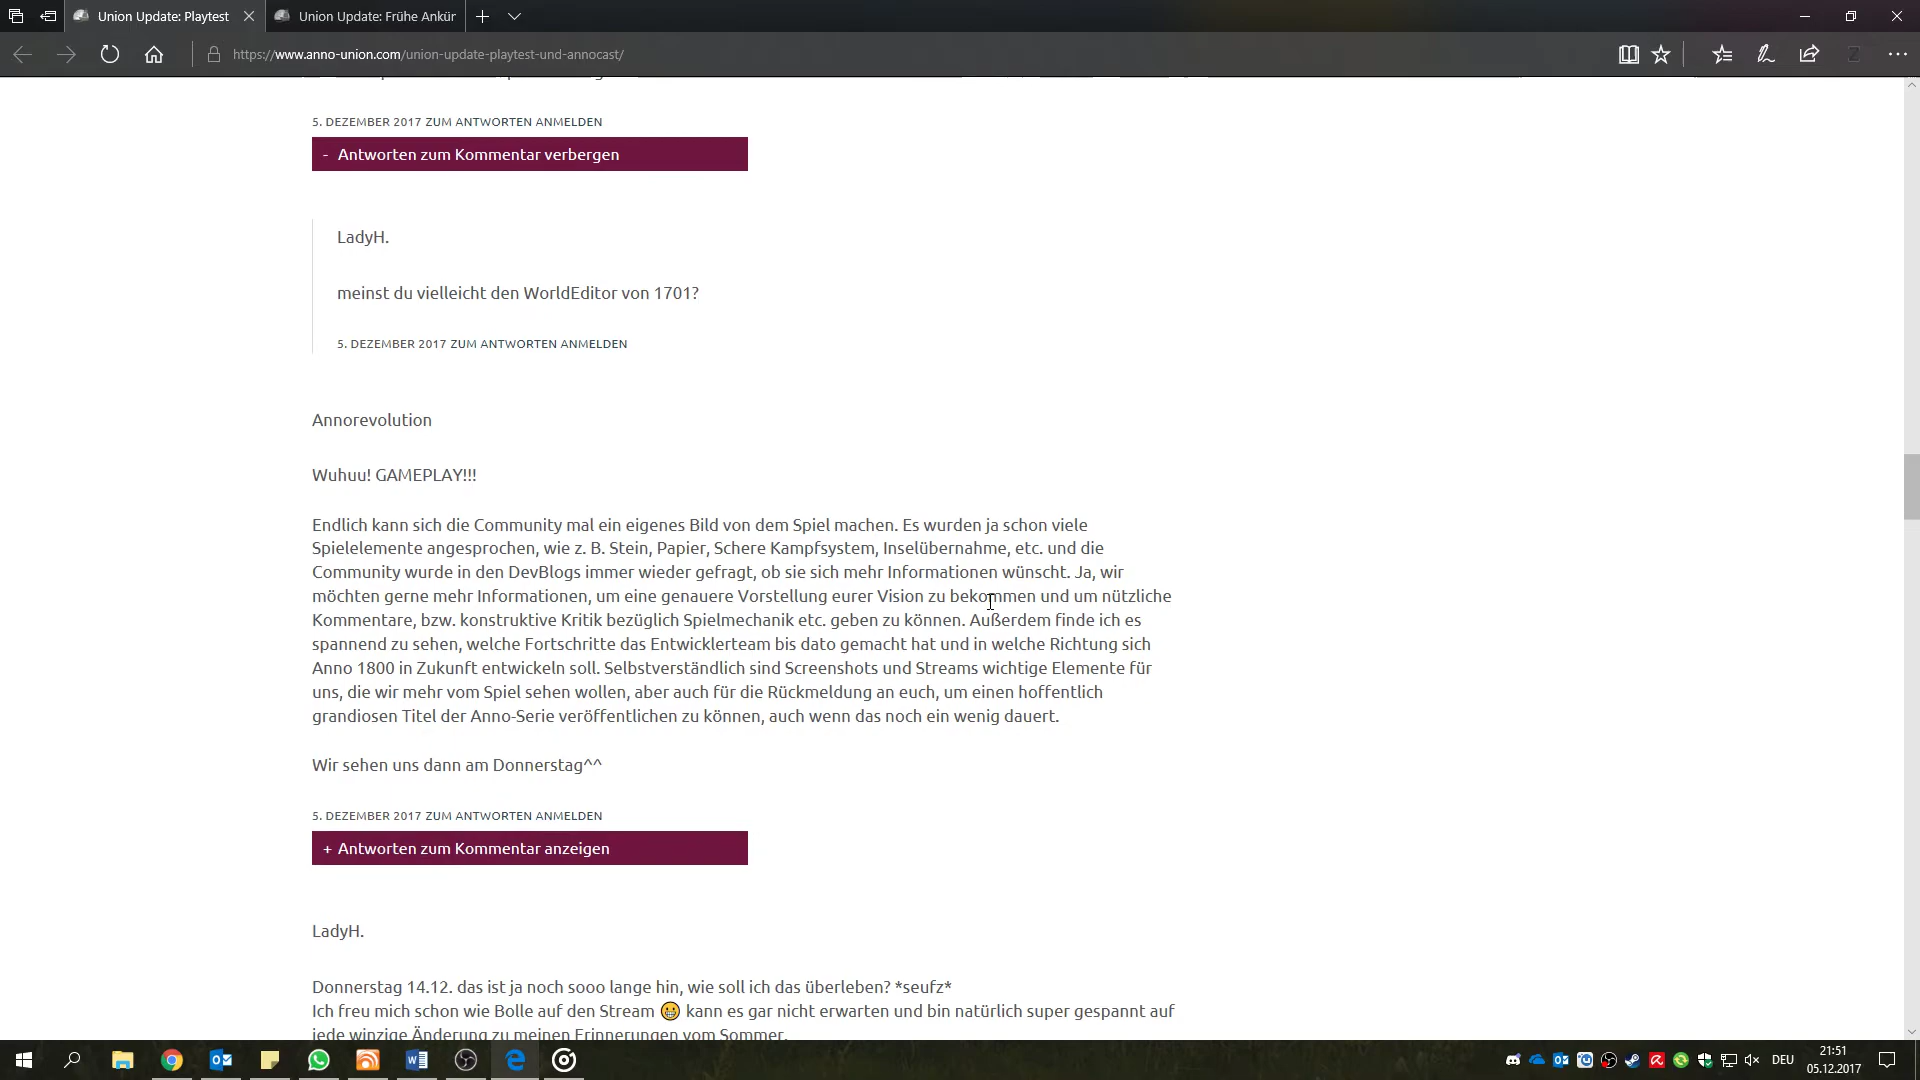 Union Update: Playtest
Union Update: Frühe Ankür
https://www.anno-union.com/union-update-playtest-und-annocast/
5. DEZEMBER 2017 ZUM ANTWORTEN ANMELDEN
- Antworten zum Kommentar verbergen
LadyH.
meinst du vielleicht den WorldEditor von 1701?
5. DEZEMBER 2017 ZUM ANTWORTEN ANMELDEN
Annorevolution
Wuhuu! GAMEPLAY!!!
Endlich kann sich die Community mal ein eigenes Bild von dem Spiel machen. Es wurden ja schon viele
Spielelemente angesprochen, wie z. B. Stein, Papier, Schere Kampfsystem, Inselübernahme, etc. und die
Community wurde in den DevBlogs immer wieder gefragt, ob sie sich mehr Informationen wünscht. Ja, wir
möchten gerne mehr Informationen, um eine genauere Vorstellung eurer Vision zu bekommen und um nützliche
Kommentare, bzw. konstruktive Kritik bezüglich Spielmechanik etc. geben zu können. Außerdem finde ich es
spannend zu sehen, welche Fortschritte das Entwicklerteam bis dato gemacht hat und in welche Richtung sich
Anno 1800 in Zukunft entwickeln soll. Selbstverständlich sind Screenshots und Streams wichtige Elemente für
uns, die wir mehr vom Spiel sehen wollen, aber auch für die Rückmeldung an euch, um einen hoffentlich
grandiosen Titel der Anno-Serie veröffentlichen zu können, auch wenn das noch ein wenig dauert.
Wir sehen uns dann am Donnerstag^^
5. DEZEMBER 2017 ZUM ANTWORTEN ANMELDEN
+ Antworten zum Kommentar anzeigen
LadyH.
Donnerstag 14.12. das ist ja noch sooo lange hin, wie soll ich das überleben? *seufz*
Ich freu mich schon wie Bolle auf den Stream 😀 kann es gar nicht erwarten und bin natürlich super gespannt auf
jede winzige Änderung zu meinen Erinnerungen vom Sommer.
DEU
21:51
05.12.2017